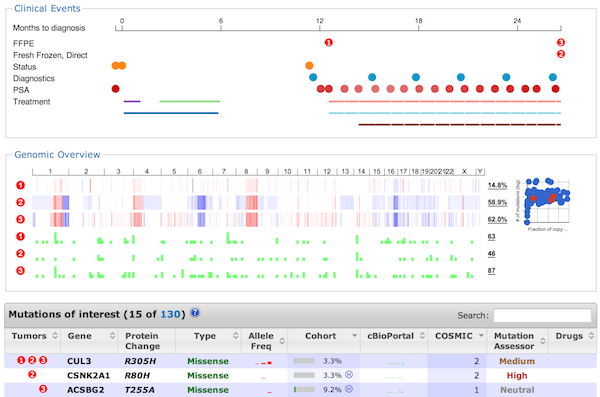 Clinical Events
0 12 18 24
Months to diagnosis
FFPE 1 3
Fresh Frozen, Direct 2
Status
Diagnostics
PSA
Treatment
Genomic Overview
1 2 3 4 5 6 7 8 9 10 11 12 13 14 15 16 17 18 19 20 21 22 X Y
1 14.8%
2 58.9%
3 62.0%
1 63
2 46
3 87
# of mutations (log)
Fraction of copy ...
Mutations of interest (15 of 130) ? Search:
Tumors Gene Protein Change Type Allele Freq Cohort cBioPortal COSMIC Mutation Assessor Drugs
1 2 3 CUL3 R305H Missense 3.3% 2 Medium
2 CSNK2A1 R80H Missense 3.3% 2 High
3 ACSBG2 T255A Missense 9.2% 1 Neutral